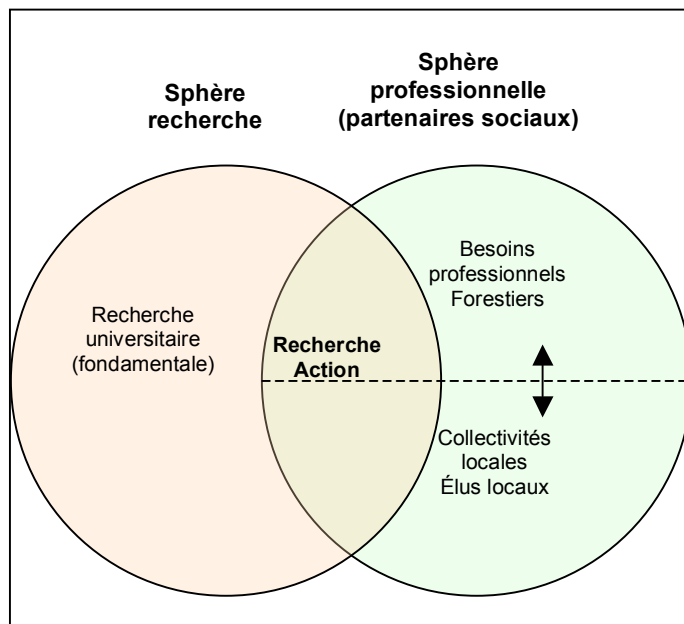 Sphère
recherche
Sphère
professionnelle
(partenaires sociaux)
Recherche
universitaire
(fondamentale)
Recherche
Action
Besoins
professionnels
Forestiers
Collectivités
locales
Élus locaux